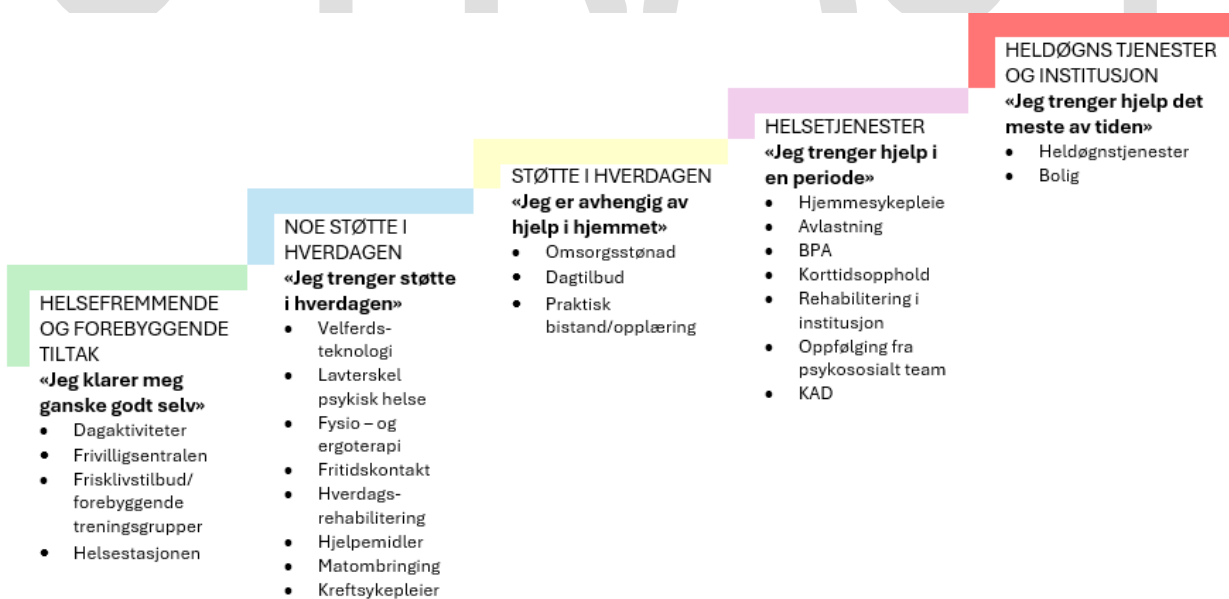 HELSEFREMMENDE
OG FOREBYGGENDE
TILTAK
«Jeg klarer meg
ganske godt selv»
• Dagaktiviteter
• Frivilligsentralen
• Frisklivstilbud/
forebyggende
treningsgrupper
• Helsestasjonen
NOE STØTTE I
HVERDAGEN
«Jeg trenger støtte
i hverdagen»
• Velferds-
teknologi
• Lavterskel
psykisk helse
• Fysio – og
ergoterapi
• Fritidskontakt
• Hverdags-
rehabilitering
• Hjelpemidler
• Matombringing
• Kreftsykepleier
STØTTE I HVERDAGEN
«Jeg er avhengig av
hjelp i hjemmet»
• Omsorgsstønad
• Dagtilbud
• Praktisk
bistand/opplæring
HELSETJENESTER
«Jeg trenger hjelp i
en periode»
• Hjemmesykepleie
• Avlastning
• BPA
• Korttidsopphold
• Rehabilitering i
institusjon
• Oppfølging fra
psykososialt team
• KAD
HELDØGNS TJENESTER
OG INSTITUSJON
«Jeg trenger hjelp det
meste av tiden»
• Heldøgnstjenester
• Bolig